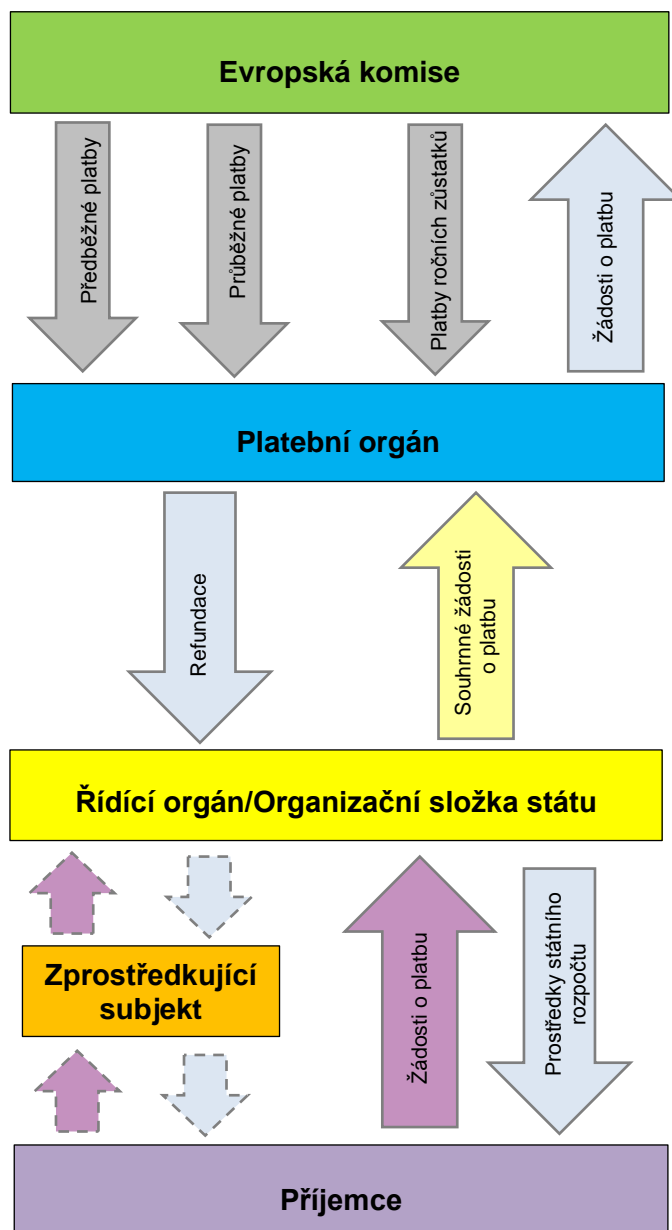 Evropská komise
Předběžné platby
Průběžné platby
Platby ročních zůstatků
Žádosti o platbu
Platební orgán
Refundace
Souhrnné žádosti
o platbu
Řídící orgán/Organizační složka státu
Zprostředkující
subjekt
Žádosti o platbu
Prostředky státního
rozpočtu
Příjemce